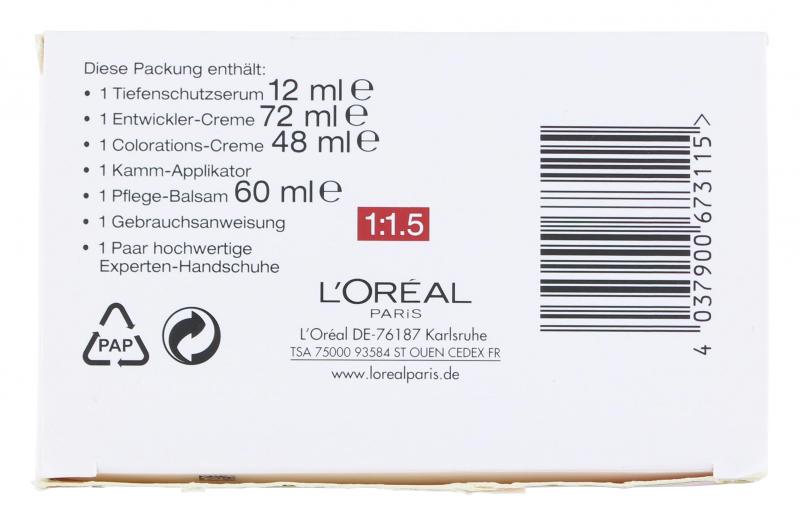 Diese Packung enthält:
• 1 Tiefenschutzserum 12 ml ℮
• 1 Entwickler-Creme 72 ml ℮
• 1 Colorations-Creme 48 ml ℮
• 1 Kamm-Applikator
• 1 Pflege-Balsam 60 ml ℮
• 1 Gebrauchsanweisung
• 1 Paar hochwertige
Experten-Handschuhe
1:1.5
L'ORÉAL
PARiS
L'Oréal DE-76187 Karlsruhe
TSA 75000 93584 ST OUEN CEDEX FR
www.lorealparis.de
PAP
4 037900 673115 >